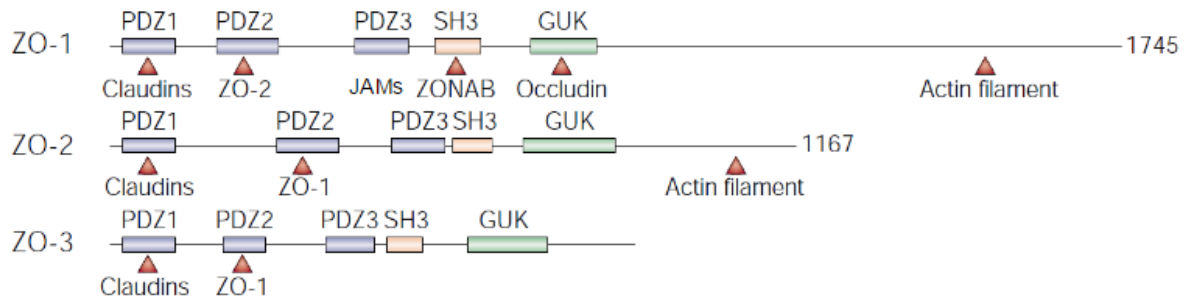 PDZ1 PDZ2 PDZ3 SH3 GUK
ZO-1 1745
Claudins ZO-2 JAMs ZONAB Occludin Actin filament
PDZ1 PDZ2 PDZ3 SH3 GUK
ZO-2 1167
Claudins ZO-1 Actin filament
PDZ1 PDZ2 PDZ3 SH3 GUK
ZO-3
Claudins ZO-1